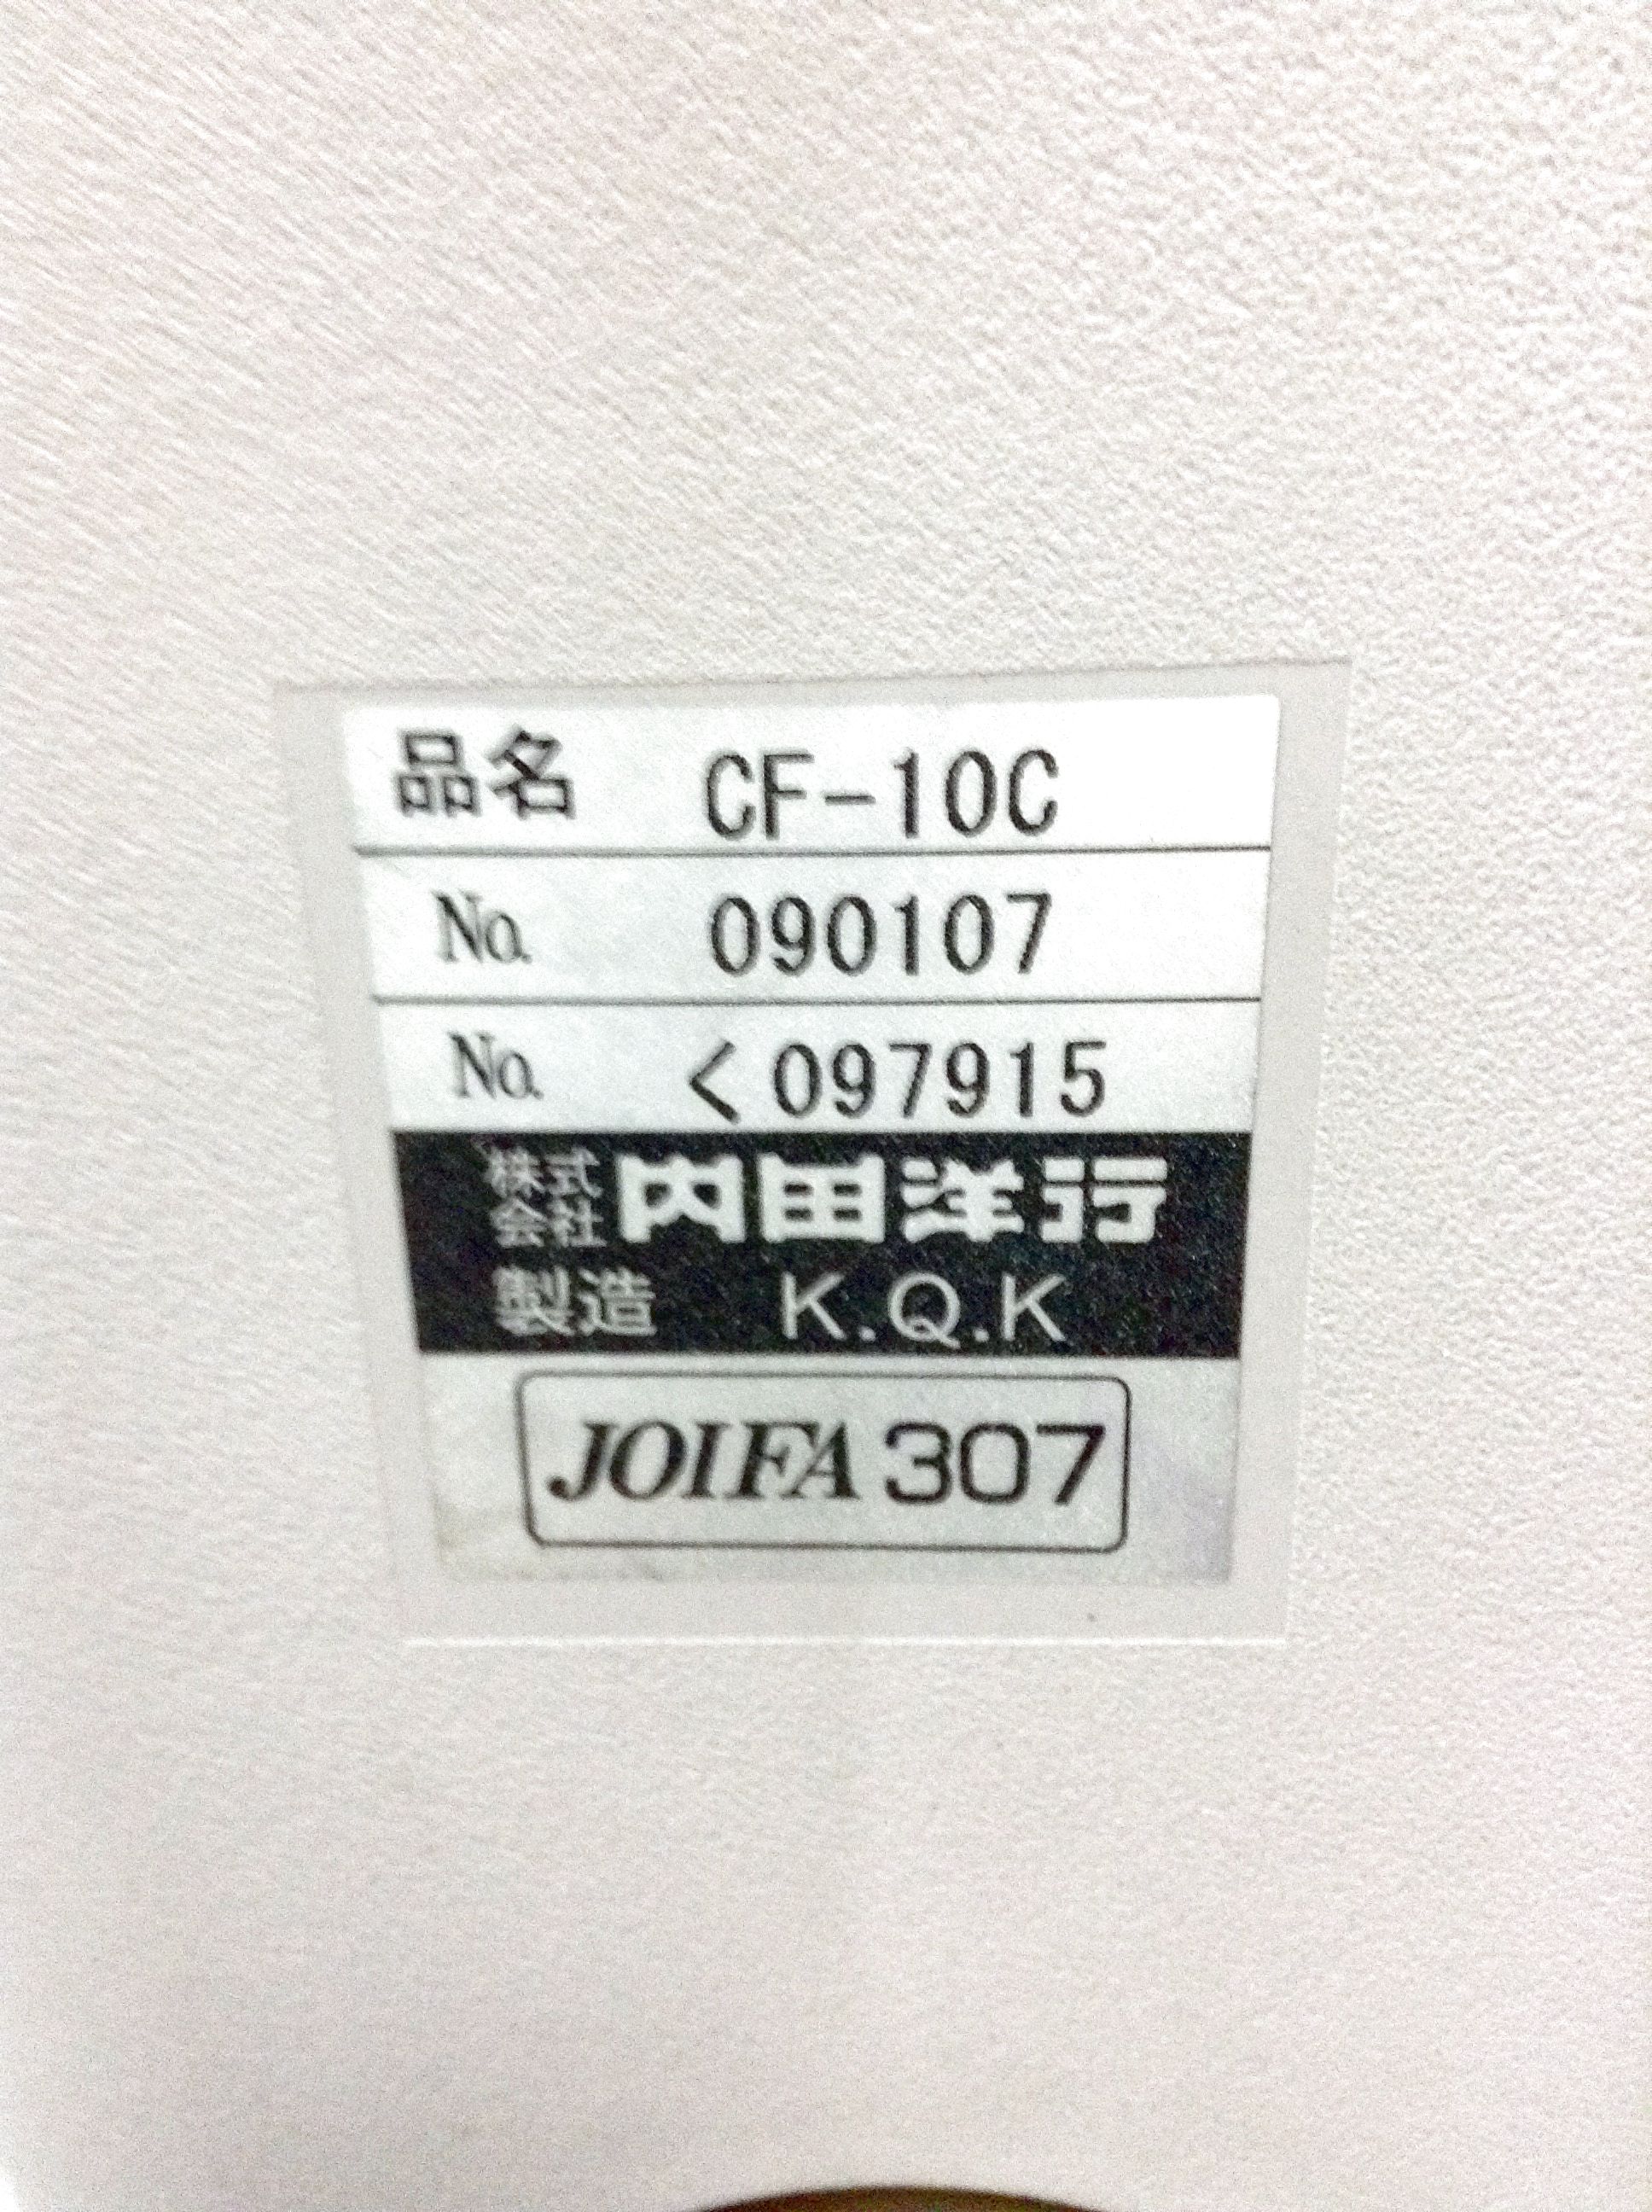 品名 CF-10C
No. 090107
No. く097915
株式会社 内田洋行
製造 K.Q.K
JOIFA 307